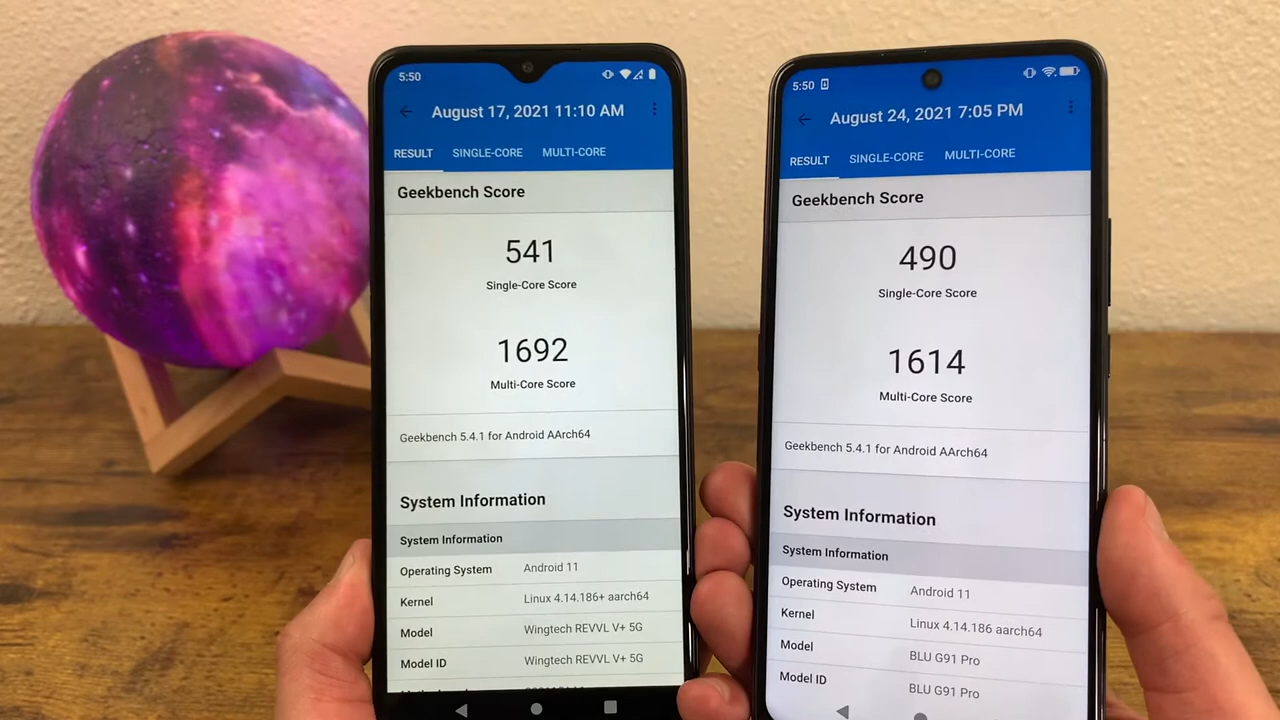 5:50
August 17, 2021 11:10 AM
RESULT SINGLE-CORE MULTI-CORE
Geekbench Score
541
Single-Core Score
1692
Multi-Core Score
Geekbench 5.4.1 for Android AArch64
System Information
System Information
Operating System Android 11
Kernel Linux 4.14.186+ aarch64
Model Wingtech REVVL V+ 5G
Model ID Wingtech REVVL V+ 5G
5:50
August 24, 2021 7:05 PM
RESULT SINGLE-CORE MULTI-CORE
Geekbench Score
490
Single-Core Score
1614
Multi-Core Score
Geekbench 5.4.1 for Android AArch64
System Information
System Information
Operating System Android 11
Kernel Linux 4.14.186 aarch64
Model BLU G91 Pro
Model ID BLU G91 Pro